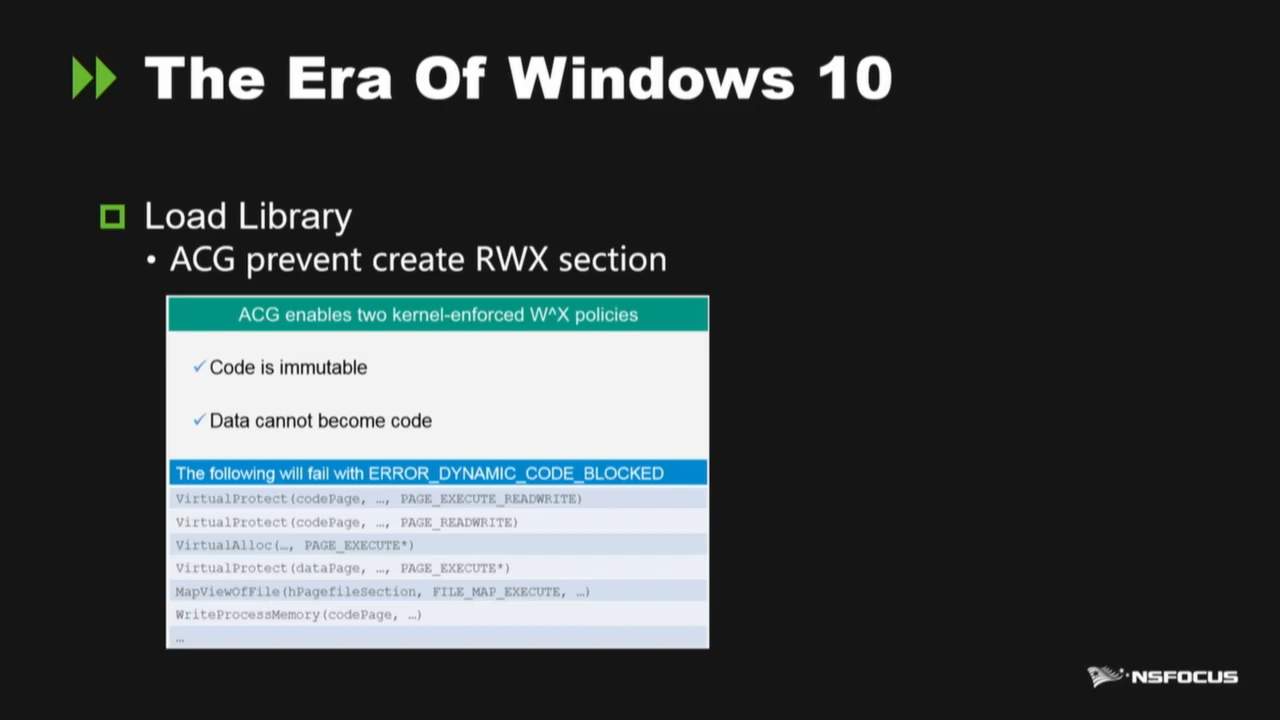 The Era Of Windows 10
Load Library
• ACG prevent create RWX section
ACG enables two kernel-enforced W^X policies
✓ Code is immutable
✓ Data cannot become code
The following will fail with ERROR_DYNAMIC_CODE_BLOCKED
VirtualProtect(codePage, …, PAGE_EXECUTE_READWRITE)
VirtualProtect(codePage, …, PAGE_READWRITE)
VirtualAlloc(…, PAGE_EXECUTE*)
VirtualProtect(dataPage, …, PAGE_EXECUTE*)
MapViewOfFile(hPagefileSection, FILE_MAP_EXECUTE, …)
WriteProcessMemory(codePage, …)
…
NSFOCUS